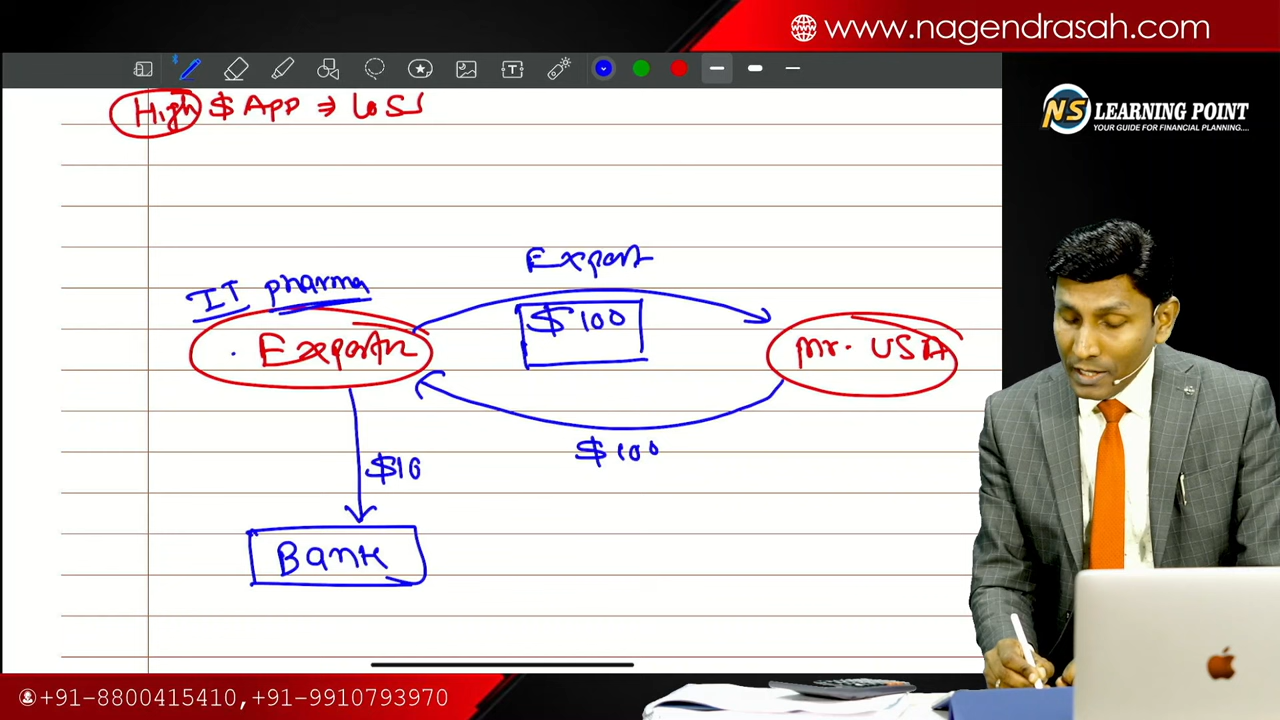 www.nagendrasah.com
NS LEARNING POINT
YOUR GUIDE FOR FINANCIAL PLANNING....
High $ App ⇒ Loss
Export
IT pharma
$100
Exporter
Mr. USA
$100
$10
Bank
+91-8800415410,+91-9910793970